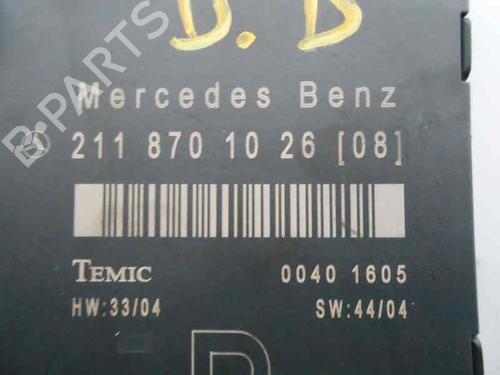 D.D
Mercedes Benz
211 870 10 26 [08]
TEMIC 0040 1605
HW:33/04 SW:44/04
D
B-PARTS